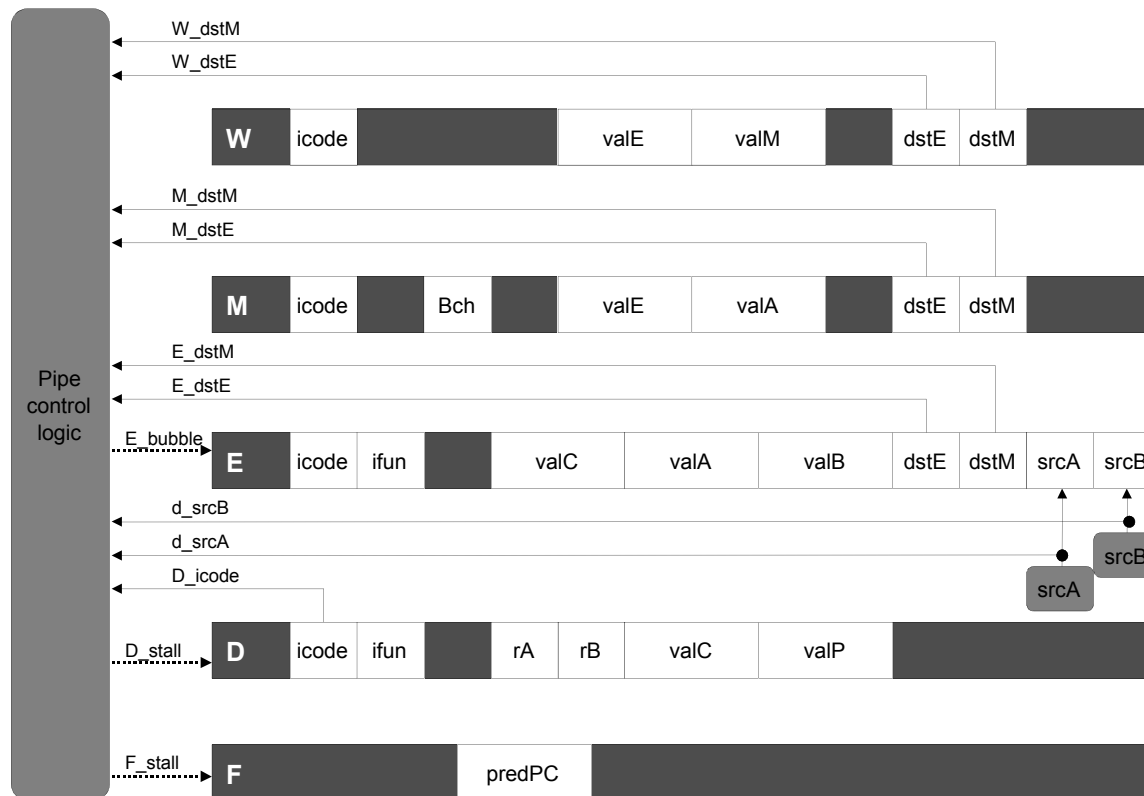 W_dstM
W_dstE
W icode valE valM dstE dstM
M_dstM
M_dstE
M icode Bch valE valA dstE dstM
Pipe
control
logic
E_dstM
E_dstE
E_bubble
E icode ifun valC valA valB dstE dstM srcA srcB
d_srcB
srcB
d_srcA
srcA
D_icode
D_stall
D icode ifun rA rB valC valP
F_stall
F predPC